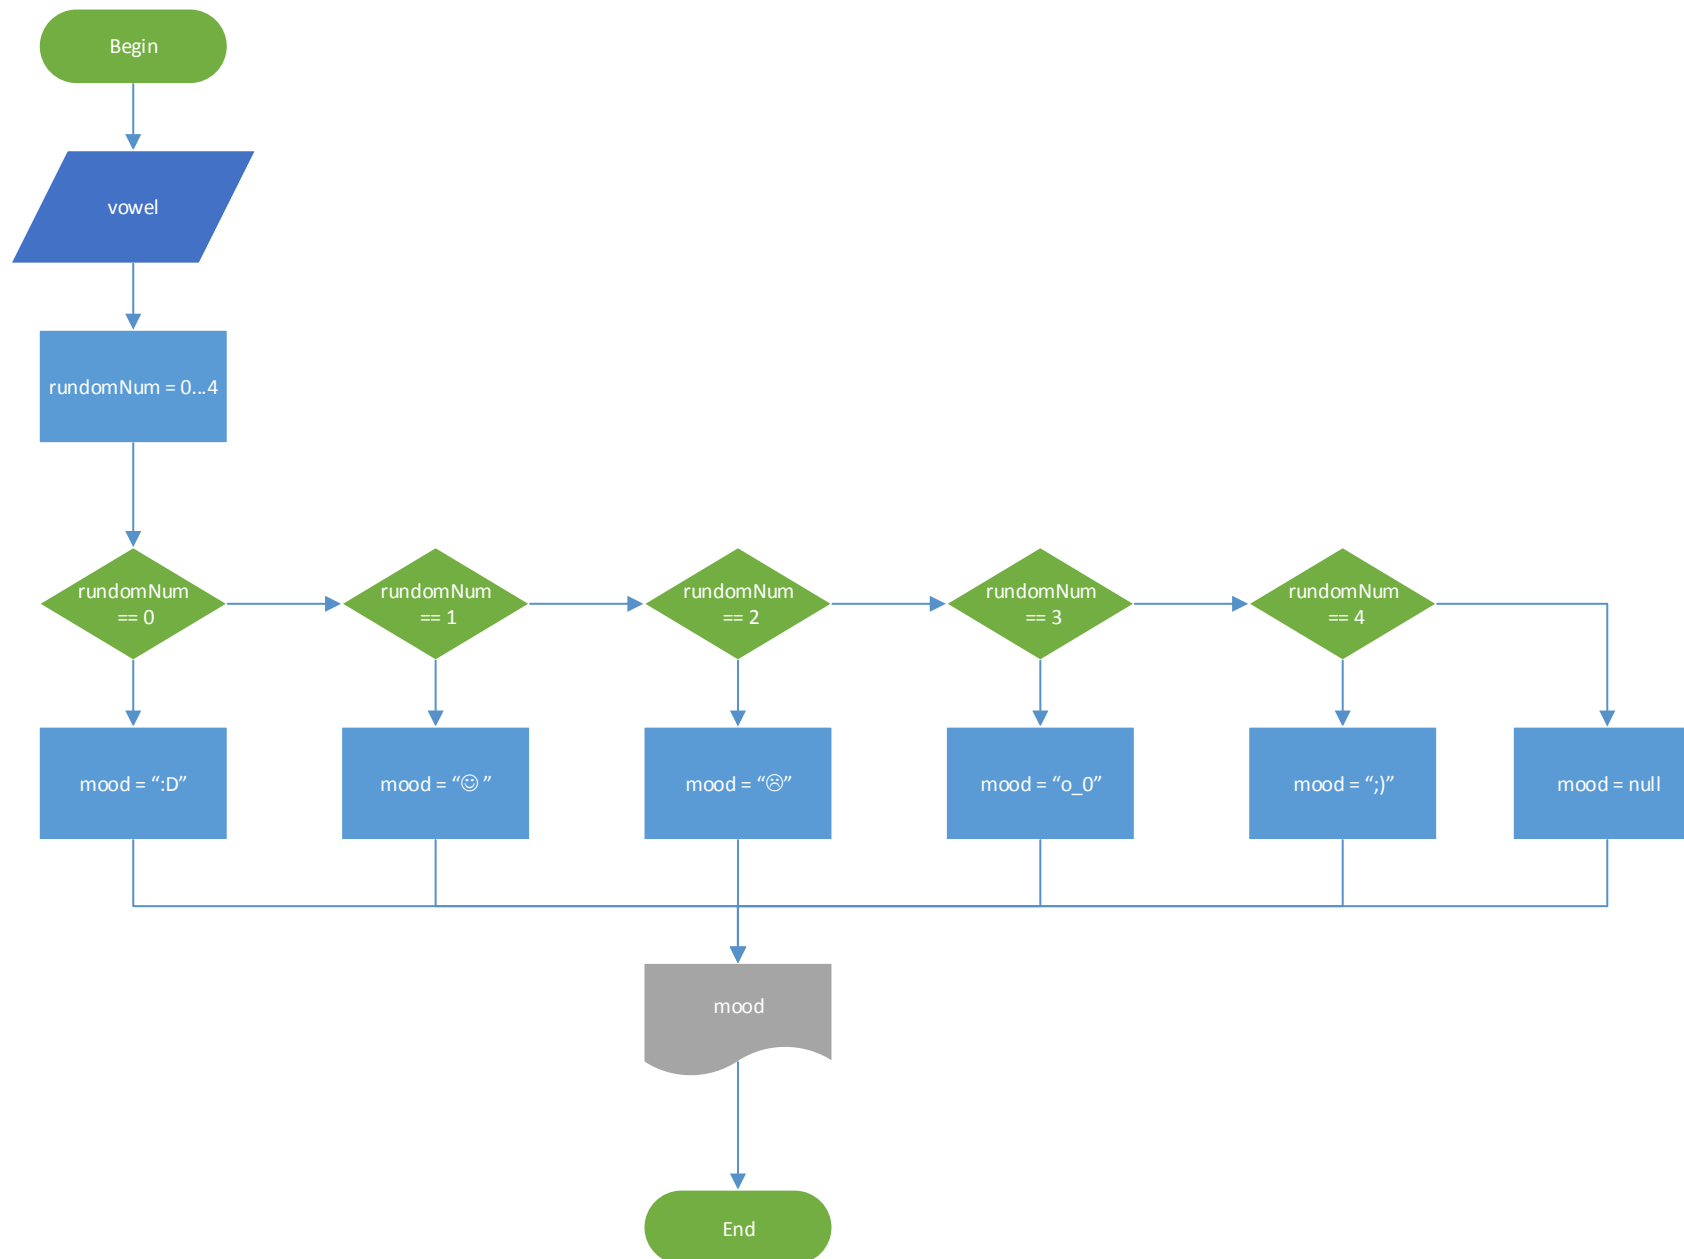 Begin
vowel
rundomNum = 0...4
rundomNum
== 0
rundomNum
== 1
rundomNum
== 2
rundomNum
== 3
rundomNum
== 4
mood = “:D”
mood = “☺”
mood = “☹”
mood = “o_0”
mood = “;)”
mood = null
mood
End